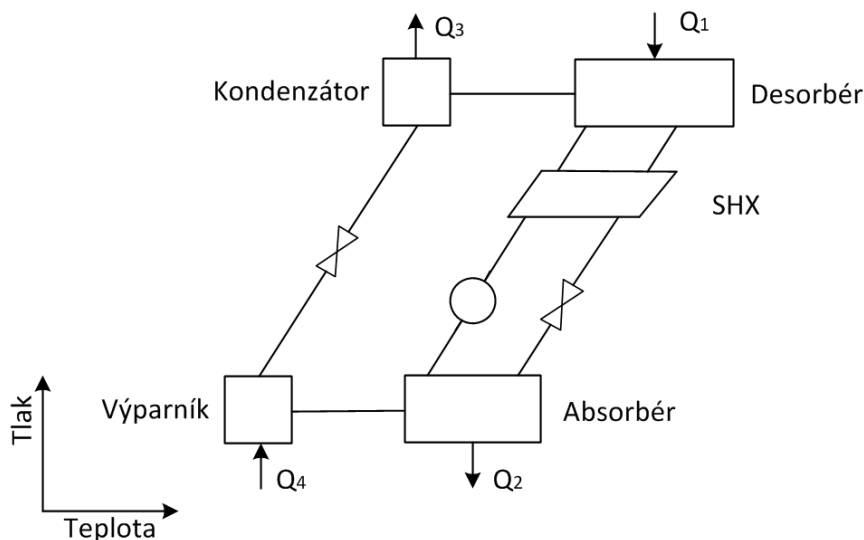 Q3
Q1
Kondenzátor
Desorbér
SHX
Výparník
Absorbér
Tlak
Q4
Q2
Teplota